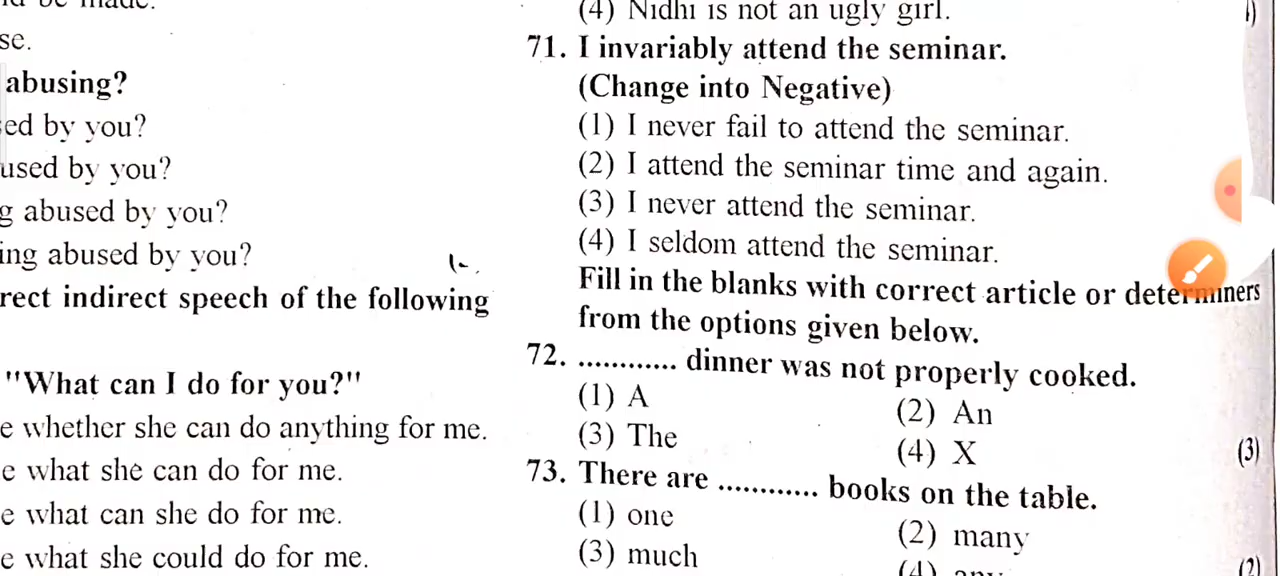 se.
abusing?
ed by you?
used by you?
g abused by you?
ing abused by you?
rect indirect speech of the following
"What can I do for you?"
e whether she can do anything for me.
e what she can do for me.
e what can she do for me.
e what she could do for me.
(4) Nidhi is not an ugly girl.
71. I invariably attend the seminar.
(Change into Negative)
(1) I never fail to attend the seminar.
(2) I attend the seminar time and again.
(3) I never attend the seminar.
(4) I seldom attend the seminar.
Fill in the blanks with correct article or determiners
from the options given below.
72. ............ dinner was not properly cooked.
(1) A (2) An
(3) The (4) X
(3)
73. There are ............ books on the table.
(1) one (2) many
(3) much (4) any
(2)